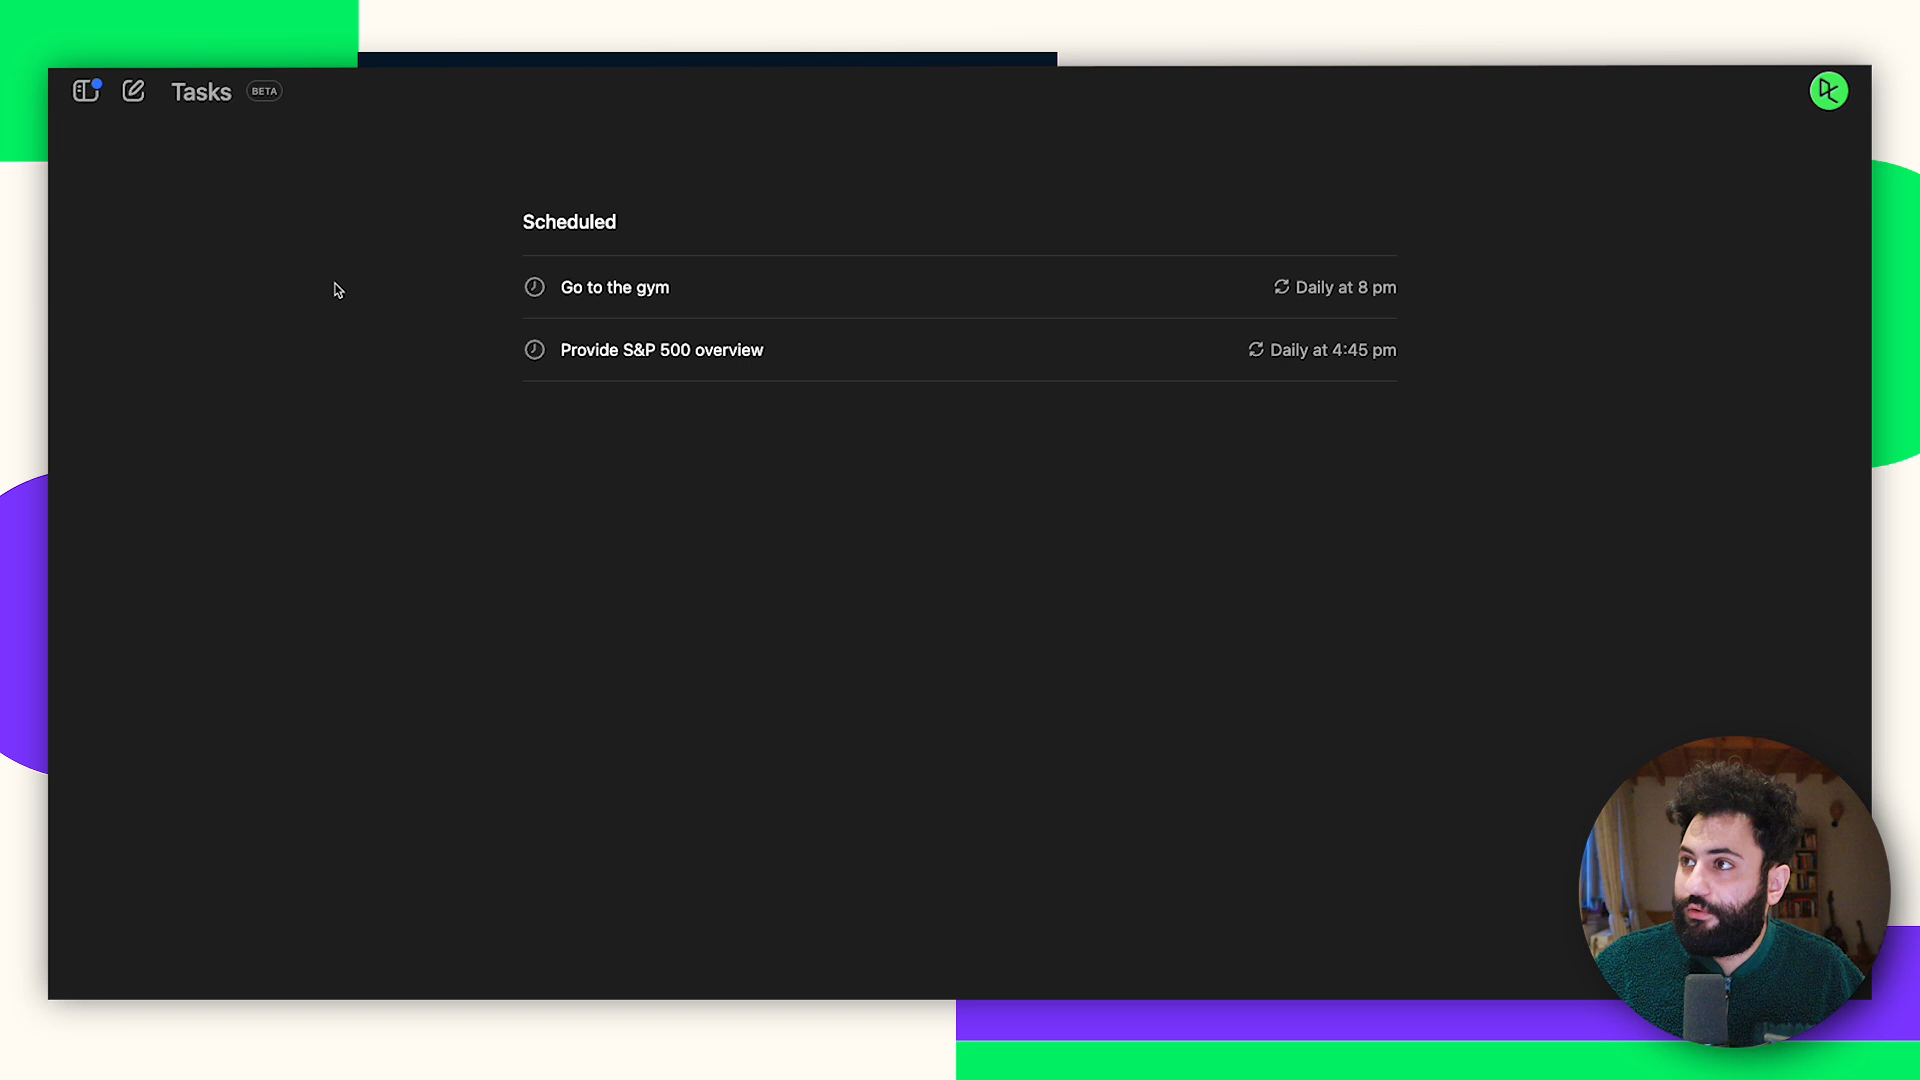 Tasks BETA
Scheduled
Go to the gym Daily at 8 pm
Provide S&P 500 overview Daily at 4:45 pm